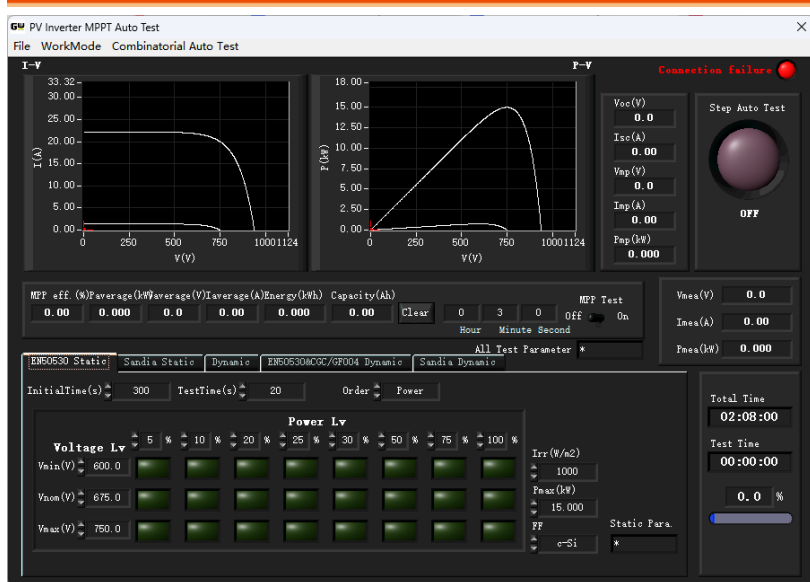 GW PV Inverter MPPT Auto Test
File WorkMode Combinatorial Auto Test
I-V P-V Connection failure
33.32 18.00
30.00
25.00 15.00
20.00 12.50
15.00 7.50
10.00 5.00
5.00 2.50
0.00 0.00
I(A) P(kW)
0 250 500 750 1000 1124 0 250 500 750 1000 1124
V(V) V(V)
Voc(V)
0.0
Isc(A)
0.00
Vmp(V)
0.0
Imp(A)
0.00
Pmp(kW)
0.000
Step Auto Test
OFF
MPP eff.(%) Paverage(kW) Vaverage(V) Iaverage(A) Energy(kWh) Capacity(Ah) MPP Test
0.00 0.000 0.0 0.00 0.000 0.00 Clear 0 3 0 Off On
Hour Minute Second
Vmea(V) 0.0
Imea(A) 0.00
Pmea(kW) 0.000
All Test Parameter *
EN50530 Static Sandia Static Dynamic EN50530&CGC/GF004 Dynamic Sandia Dynamic
InitialTime(s) 300 TestTime(s) 20 Order Power
Power Lv
Voltage Lv 5 % 10 % 20 % 25 % 30 % 50 % 75 % 100 %
Vmin(V) 600.0
Vnom(V) 675.0
Vmax(V) 750.0
Irr(W/m2)
1000
Pmax(kW)
15.000
FF Static Para.
c-Si *
Total Time
02:08:00
Test Time
00:00:00
0.0 %